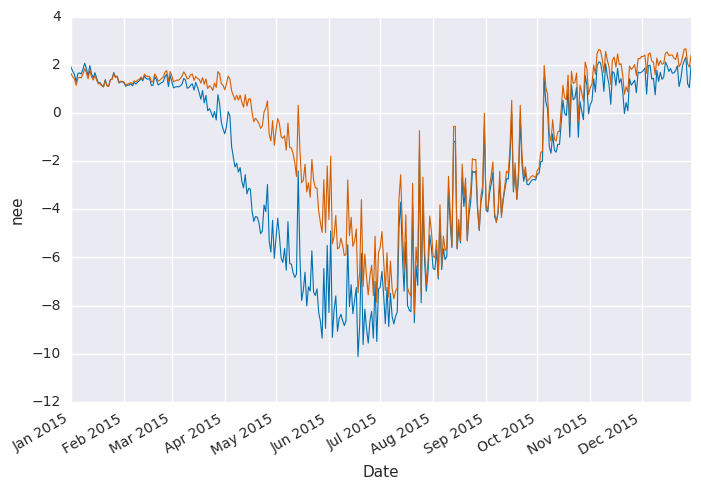 4
2
0
−2
−4
−6
−8
−10
−12
nee
Jan 2015
Feb 2015
Mar 2015
Apr 2015
May 2015
Jun 2015
Jul 2015
Aug 2015
Sep 2015
Oct 2015
Nov 2015
Dec 2015
Date